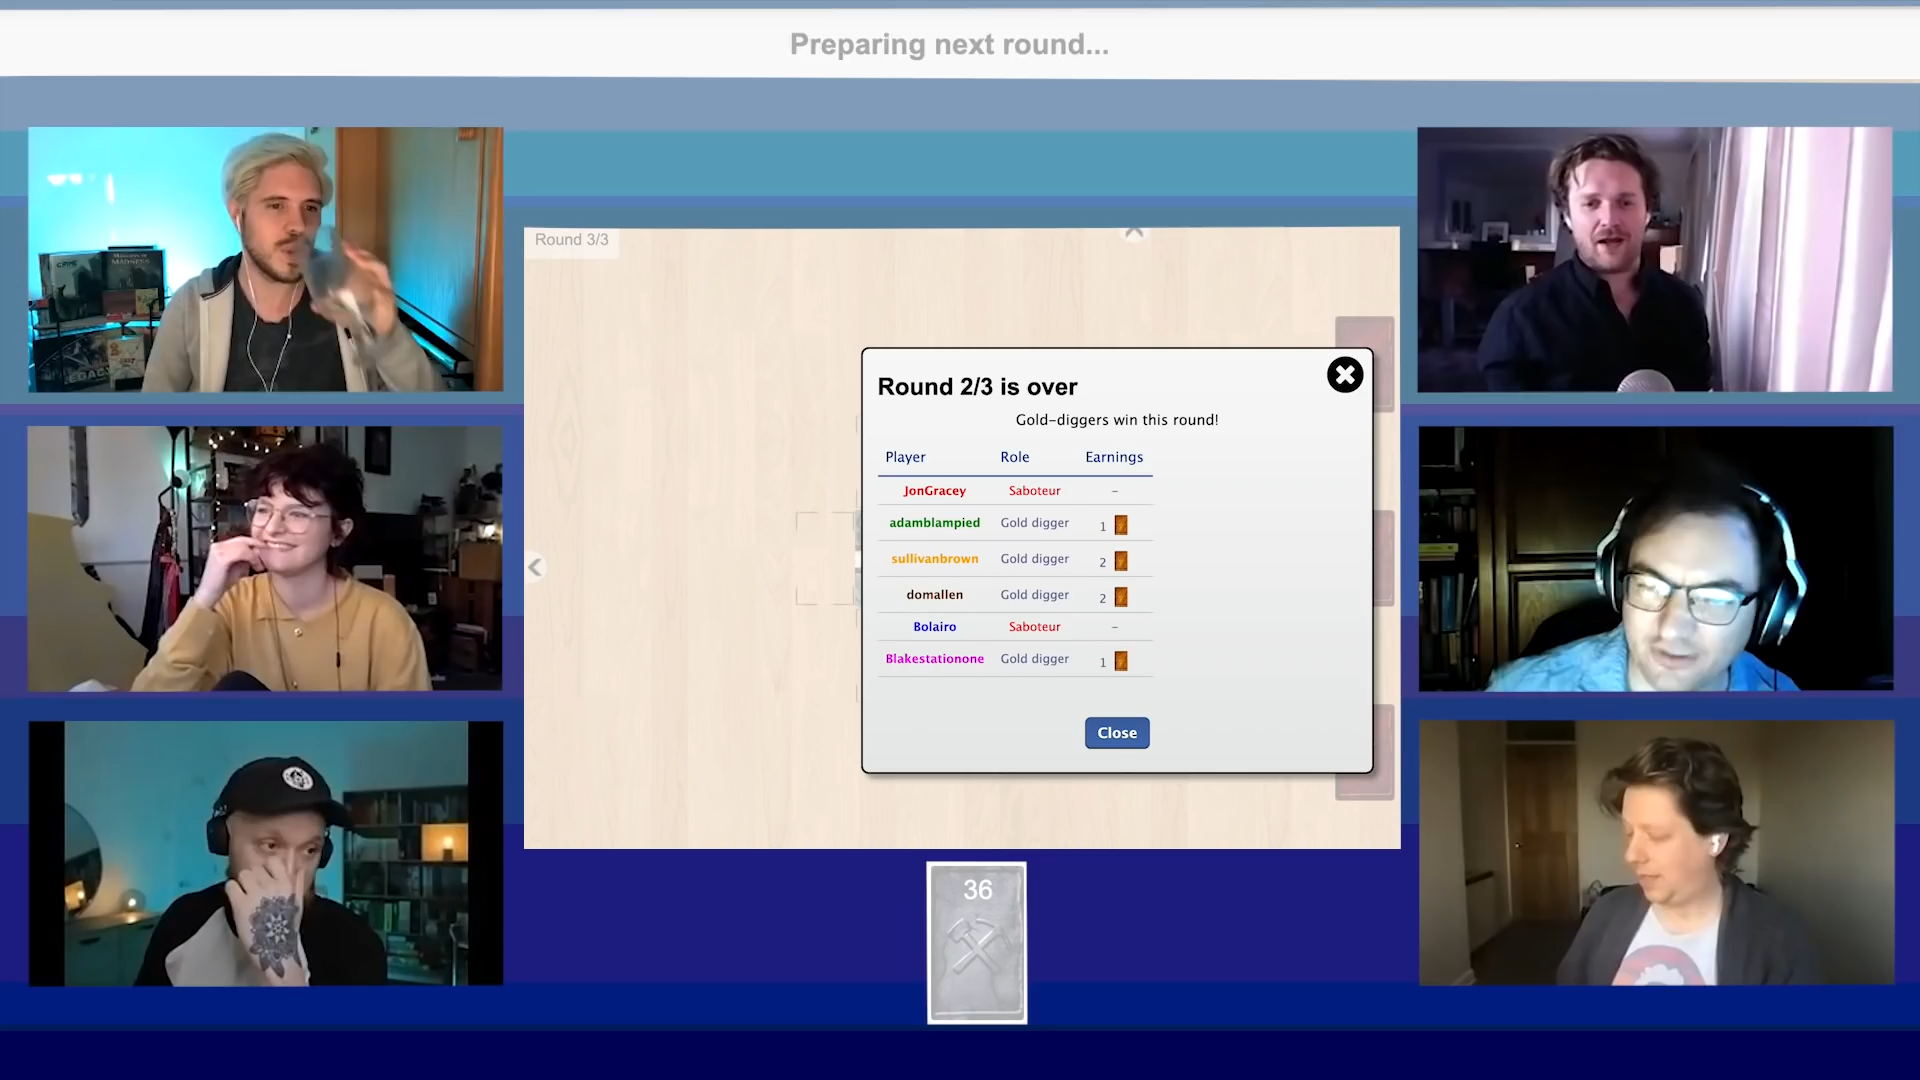 Preparing next round...
Round 3/3
Round 2/3 is over
Gold-diggers win this round!
Player Role Earnings
JonGracey Saboteur –
adamblampied Gold digger 1
sullivanbrown Gold digger 2
domallen Gold digger 2
Bolairo Saboteur –
Blakestationone Gold digger 1
Close
36
MADNESS
LEGACY